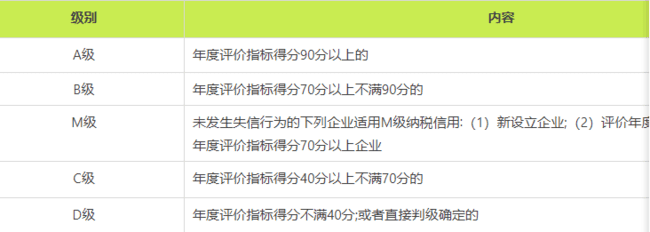 级别 内容
A级 年度评价指标得分90分以上的
B级 年度评价指标得分70分以上不满90分的
M级 未发生失信行为的下列企业适用M级纳税信用:（1）新设立企业;（2）评价年度
年度评价指标得分70分以上企业
C级 年度评价指标得分40分以上不满70分的
D级 年度评价指标得分不满40分;或者直接判级确定的